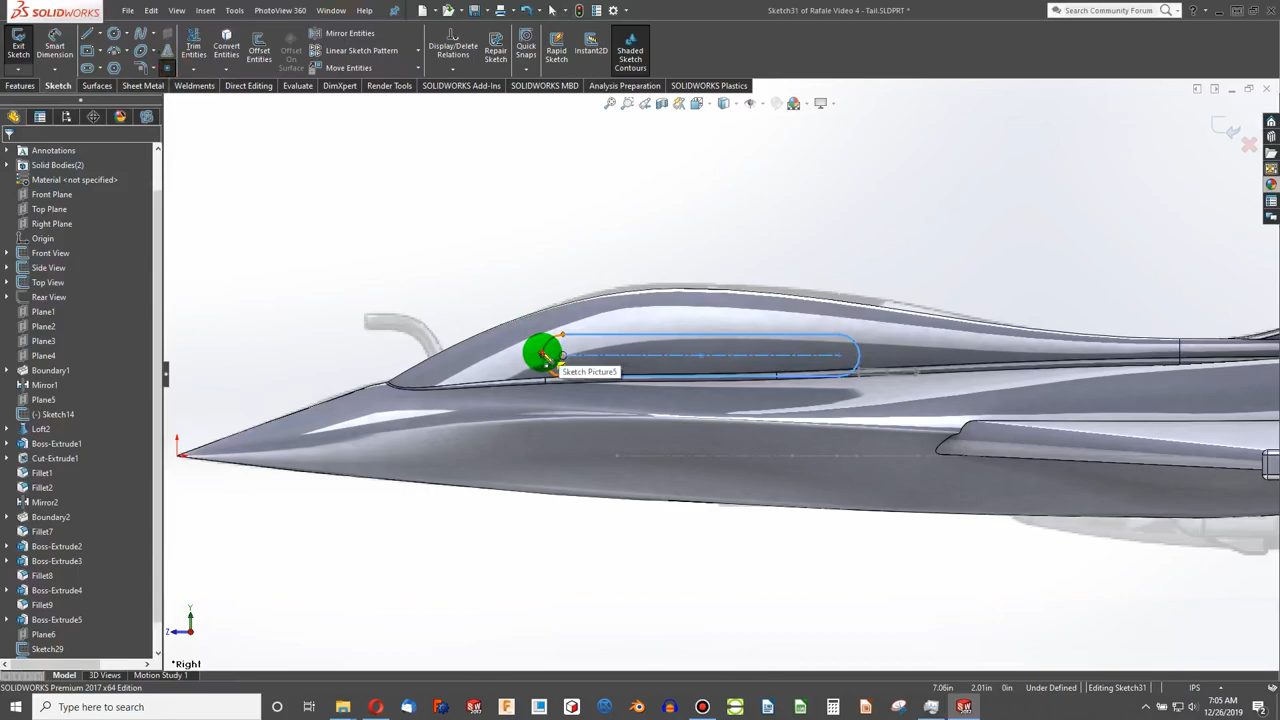 SOLIDWORKS
File Edit View Insert Tools PhotoView 360 Window Help
Sketch31 of Rafale Video 4 - Tail.SLDPRT *
Search Community Forum
Exit Sketch
Smart Dimension
Trim Entities
Convert Entities
Offset Entities
Offset On Surface
Mirror Entities
Linear Sketch Pattern
Move Entities
Display/Delete Relations
Repair Sketch
Quick Snaps
Rapid Sketch
Instant2D
Shaded Sketch Contours
Features Sketch Surfaces Sheet Metal Weldments Direct Editing Evaluate DimXpert Render Tools SOLIDWORKS Add-Ins SOLIDWORKS MBD Analysis Preparation SOLIDWORKS Plastics
Annotations
Solid Bodies(2)
Material <not specified>
Front Plane
Top Plane
Right Plane
Origin
Front View
Side View
Top View
Rear View
Plane1
Plane2
Plane3
Plane4
Boundary1
Mirror1
Plane5
(-) Sketch14
Loft2
Boss-Extrude1
Cut-Extrude1
Fillet1
Fillet2
Mirror2
Boundary2
Fillet7
Boss-Extrude2
Boss-Extrude3
Fillet8
Boss-Extrude4
Fillet9
Boss-Extrude5
Plane6
Sketch29
Sketch Picture5
Y
Z
*Right
Model 3D Views Motion Study 1
SOLIDWORKS Premium 2017 x64 Edition
7.06in 2.01in 0in Under Defined Editing Sketch31 IPS
Type here to search
7:05 AM
12/26/2019